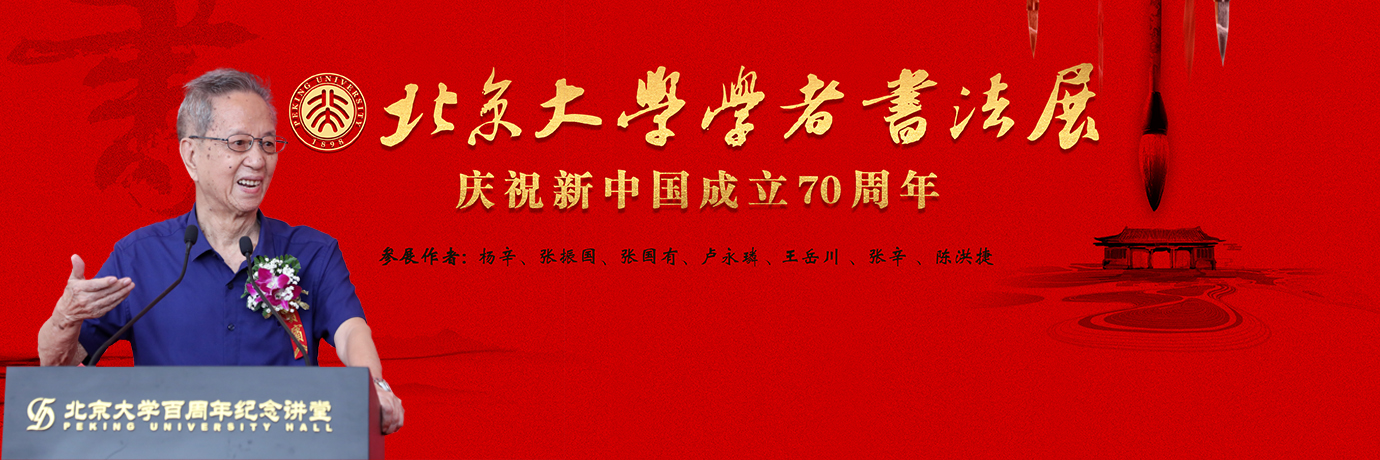 書
PEKING UNIVERSITY
1898
北京大學學者書法展
庆祝新中国成立70周年
参展作者：杨辛、张振国、张国有、卢永璘、王岳川、张辛、陈洪捷
北京大学百周年纪念讲堂
PEKING UNIVERSITY HALL